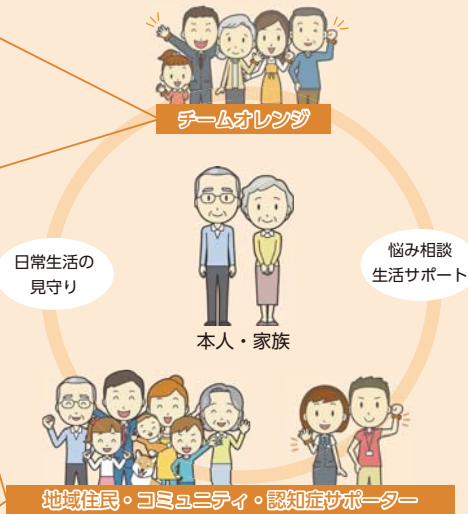 チームオレンジ
日常生活の
見守り
悩み相談
生活サポート
本人・家族
地域住民・コミュニティ・認知症サポーター